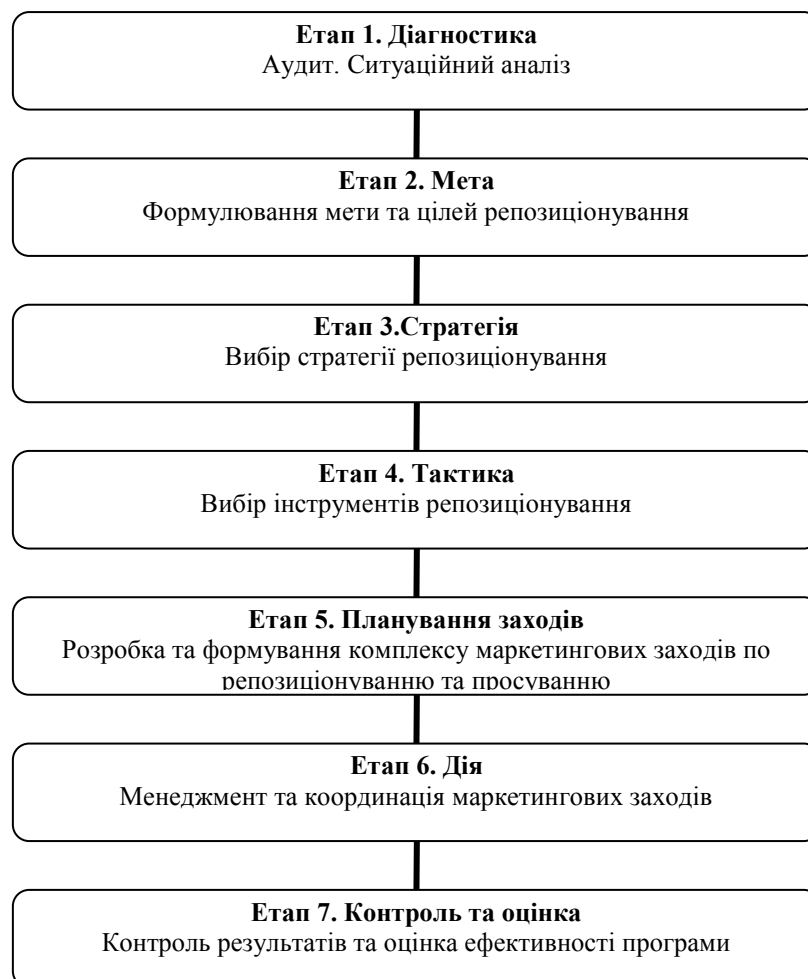 Етап 1. Діагностика
Аудит. Ситуаційний аналіз
Етап 2. Мета
Формулювання мети та цілей репозиціонування
Етап 3.Стратегія
Вибір стратегії репозиціонування
Етап 4. Тактика
Вибір інструментів репозиціонування
Етап 5. Планування заходів
Розробка та формування комплексу маркетингових заходів по
репозиціонуванню та просуванню
Етап 6. Дія
Менеджмент та координація маркетингових заходів
Етап 7. Контроль та оцінка
Контроль результатів та оцінка ефективності програми